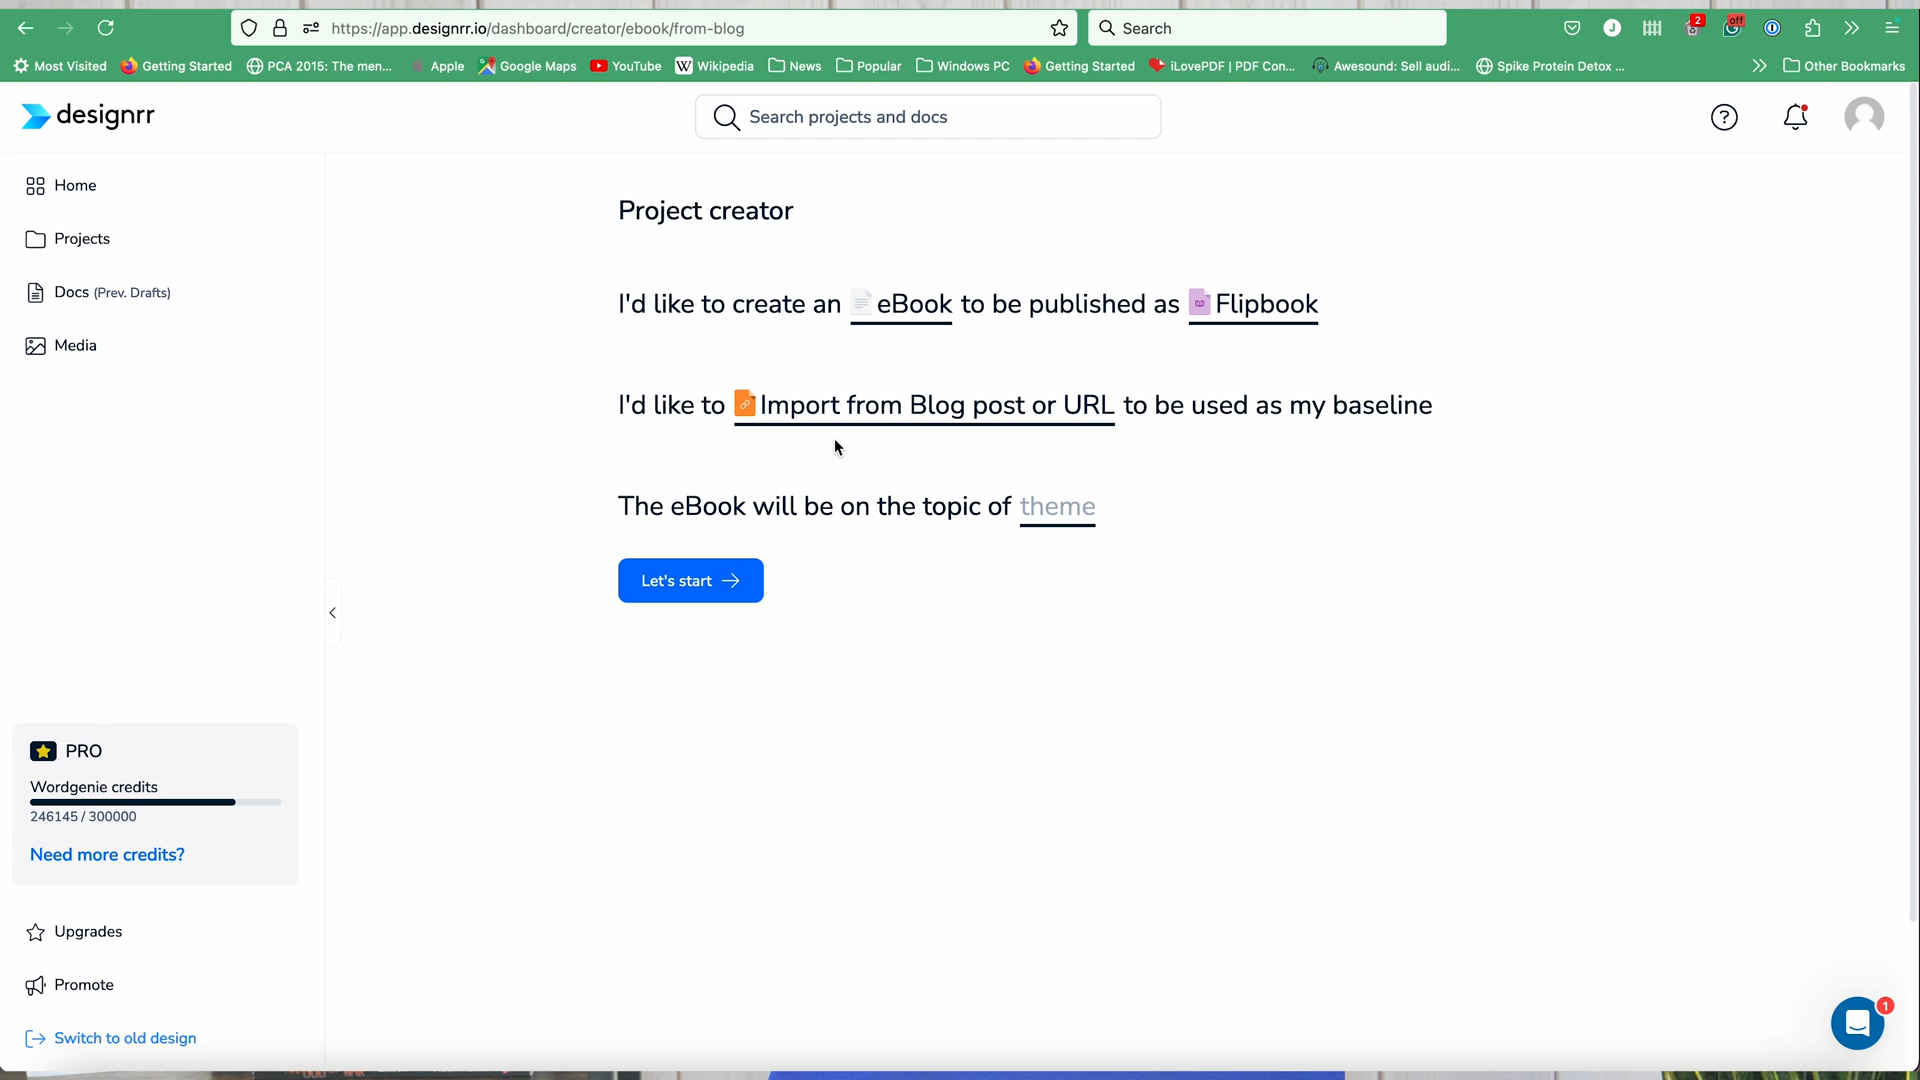 https://app.designrr.io/dashboard/creator/ebook/from-blog
Search
2
off
J
Most Visited
Getting Started
PCA 2015: The men...
Apple
Google Maps
YouTube
W Wikipedia
News
Popular
Windows PC
Getting Started
iLovePDF | PDF Con...
Awesound: Sell audi...
Spike Protein Detox ...
Other Bookmarks
designrr
Search projects and docs
?
Home
Projects
Docs (Prev. Drafts)
Media
Project creator
I'd like to create an eBook to be published as Flipbook
I'd like to Import from Blog post or URL to be used as my baseline
The eBook will be on the topic of theme
Let's start
PRO
Wordgenie credits
246145 / 300000
Need more credits?
Upgrades
Promote
Switch to old design
1